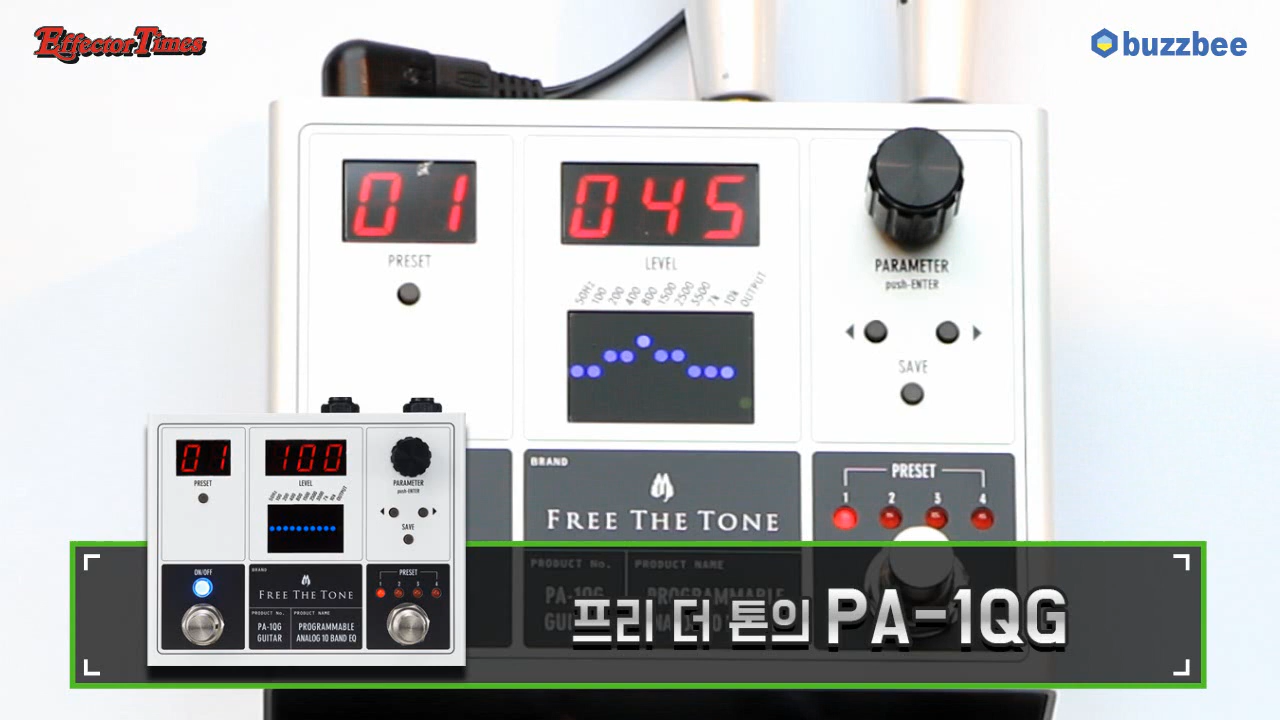 Effector Times
buzzbee
01
045
PRESET
LEVEL
50Hz 100 200 400 800 1500 2500 3500 7k 10k OUTPUT
PARAMETER
push-ENTER
SAVE
BRAND
FREE THE TONE
PRESET
1 2 3 4
PRODUCT No.
PRODUCT NAME
PA-1QG
PROGRAMMABLE
01
100
PRESET
LEVEL
PARAMETER
push-ENTER
SAVE
ON/OFF
BRAND
FREE THE TONE
PRESET
1 2 3 4
PRODUCT No.
PRODUCT NAME
PA-1QG
GUITAR
PROGRAMMABLE
ANALOG 10 BAND EQ
프리 더 톤의 PA-1QG